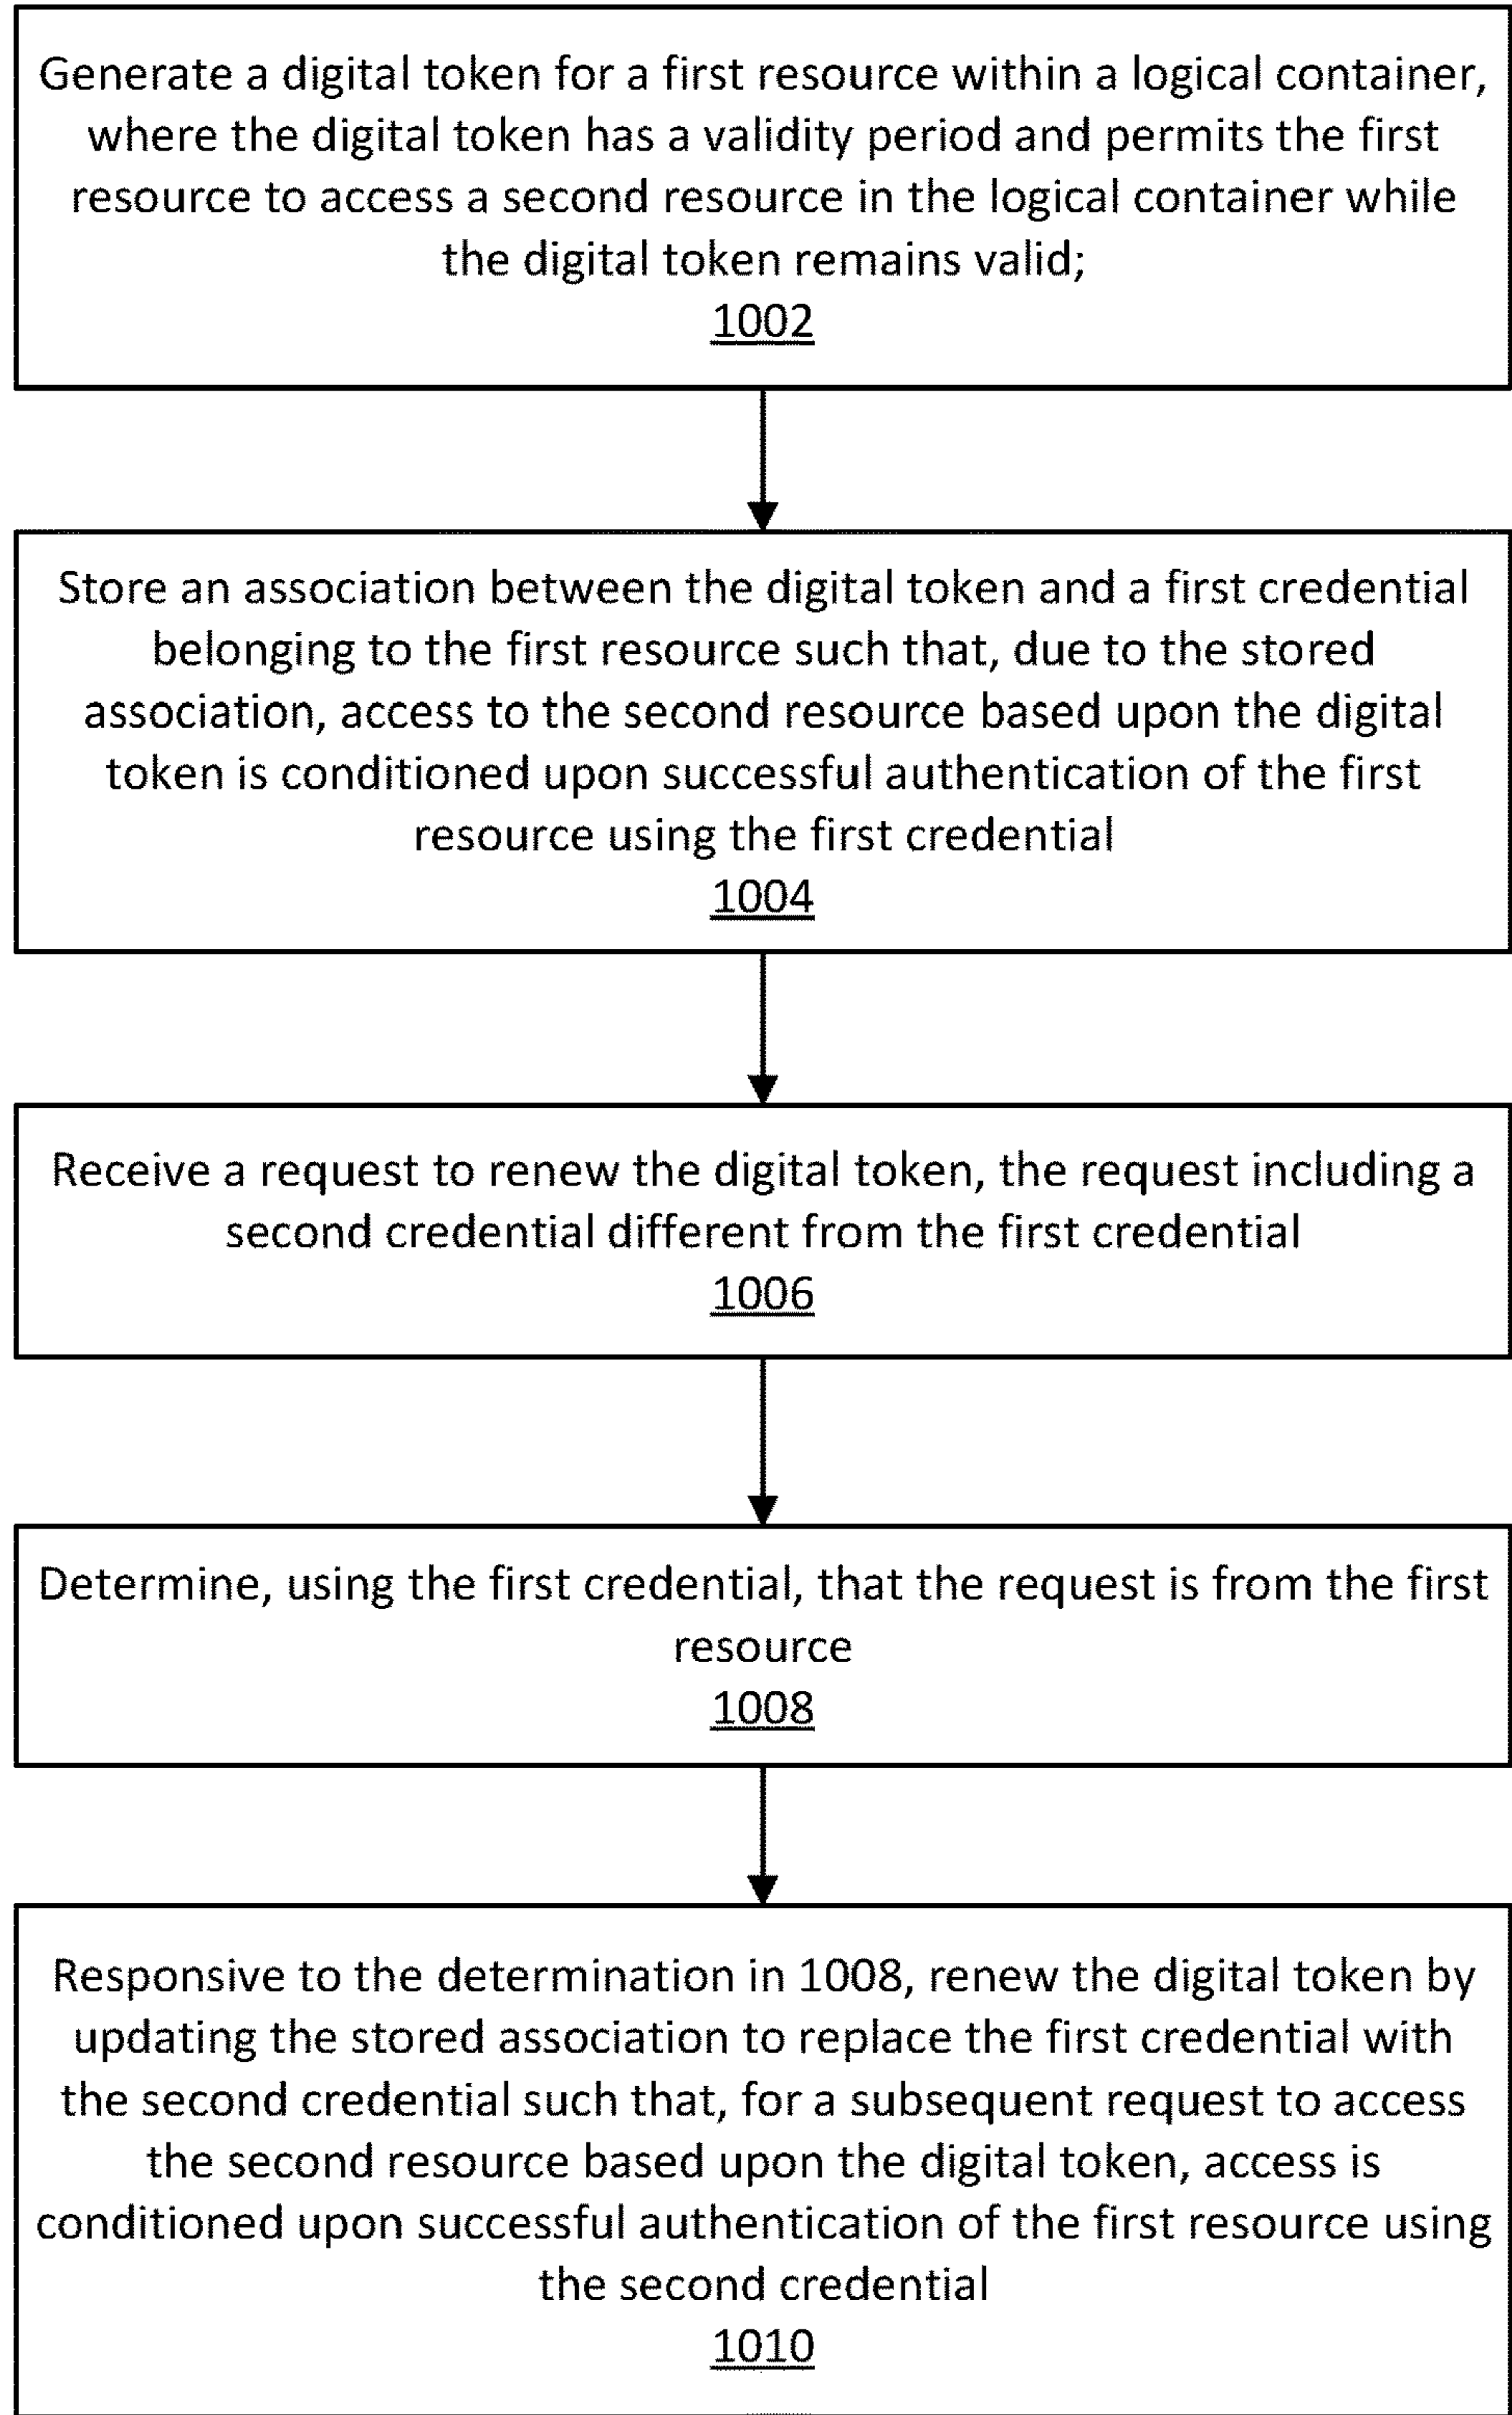 Generate a digital token for a first resource within a logical container,
where the digital token has a validity period and permits the first
resource to access a second resource in the logical container while
the digital token remains valid;
1002
Store an association between the digital token and a first credential
belonging to the first resource such that, due to the stored
association, access to the second resource based upon the digital
token is conditioned upon successful authentication of the first
resource using the first credential
1004
Receive a request to renew the digital token, the request including a
second credential different from the first credential
1006
Determine, using the first credential, that the request is from the first
resource
1008
Responsive to the determination in 1008, renew the digital token by
updating the stored association to replace the first credential with
the second credential such that, for a subsequent request to access
the second resource based upon the digital token, access is
conditioned upon successful authentication of the first resource using
the second credential
1010